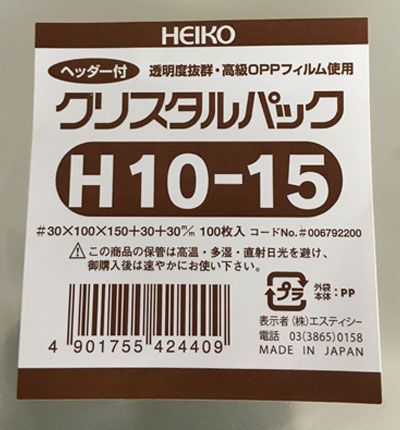 HEIKO
ヘッダー付 透明度抜群・高級OPPフィルム使用
クリスタルパック
H10-15
#30×100×150+30+30m/m 100枚入 コードNo.#006792200
⚠この商品の保管は高温・多湿・直射日光を避け、
御購入後は速やかにお使い下さい。
プラ 外袋・本体:PP
表示者(株)エスティシー
電話 03(3865)0158
MADE IN JAPAN
4 901755 424409